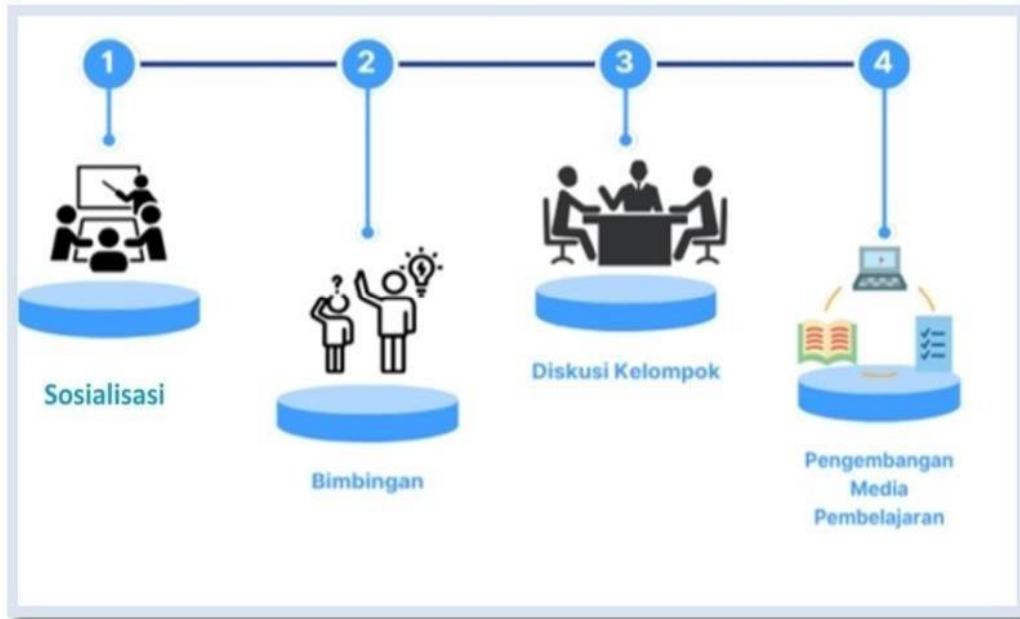 1
2
3
4
Sosialisasi
Bimbingan
Diskusi Kelompok
Pengembangan
Media
Pembelajaran